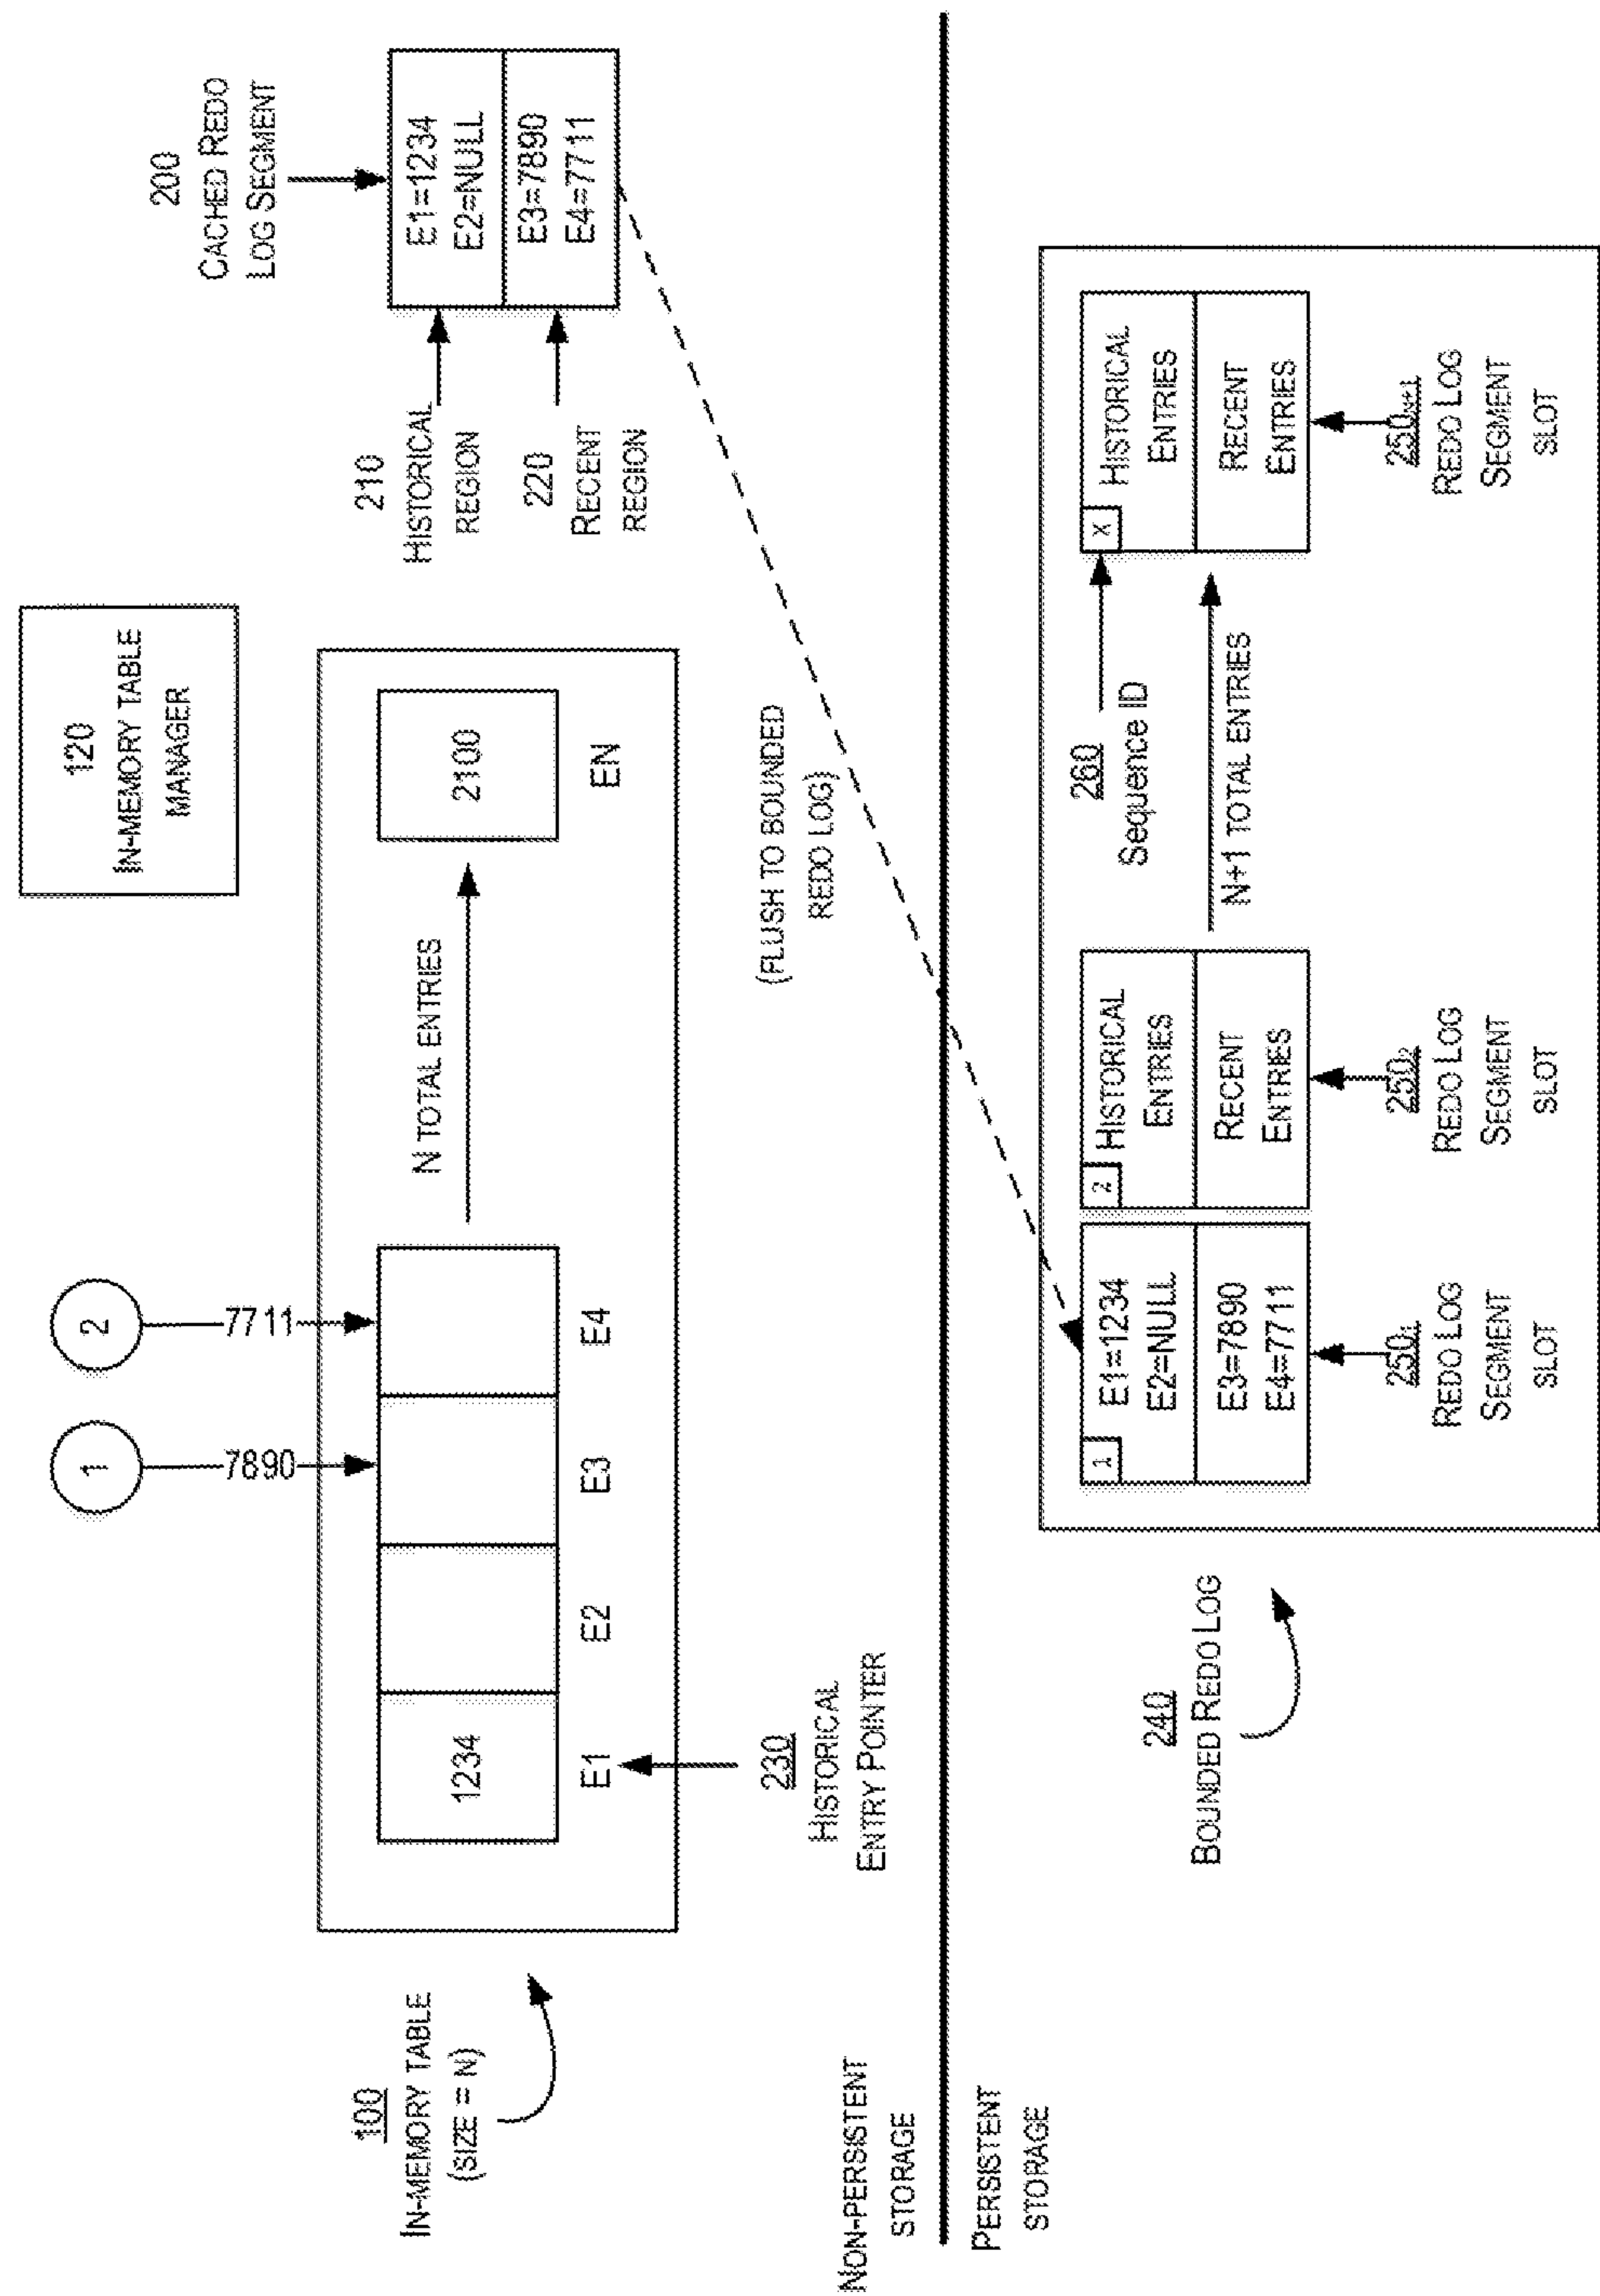 120
IN-MEMORY TABLE
MANAGER
200
CACHED REDO
LOG SEGMENT
1
2
7890
7711
100
IN-MEMORY TABLE
(SIZE = N)
1234
N TOTAL ENTRIES
2100
E1
E2
E3
E4
EN
210
HISTORICAL
REGION
220
RECENT
REGION
E1=1234
E2=NULL
E3=7890
E4=7711
230
HISTORICAL
ENTRY POINTER
(FLUSH TO BOUNDED
REDO LOG)
NON-PERSISTENT
STORAGE
PERSISTENT
STORAGE
240
BOUNDED REDO LOG
1
E1=1234
E2=NULL
E3=7890
E4=7711
2
HISTORICAL
ENTRIES
RECENT
ENTRIES
260
Sequence ID
N+1 TOTAL ENTRIES
X
HISTORICAL
ENTRIES
RECENT
ENTRIES
250₁
REDO LOG
SEGMENT
SLOT
250₂
REDO LOG
SEGMENT
SLOT
250N+1
REDO LOG
SEGMENT
SLOT